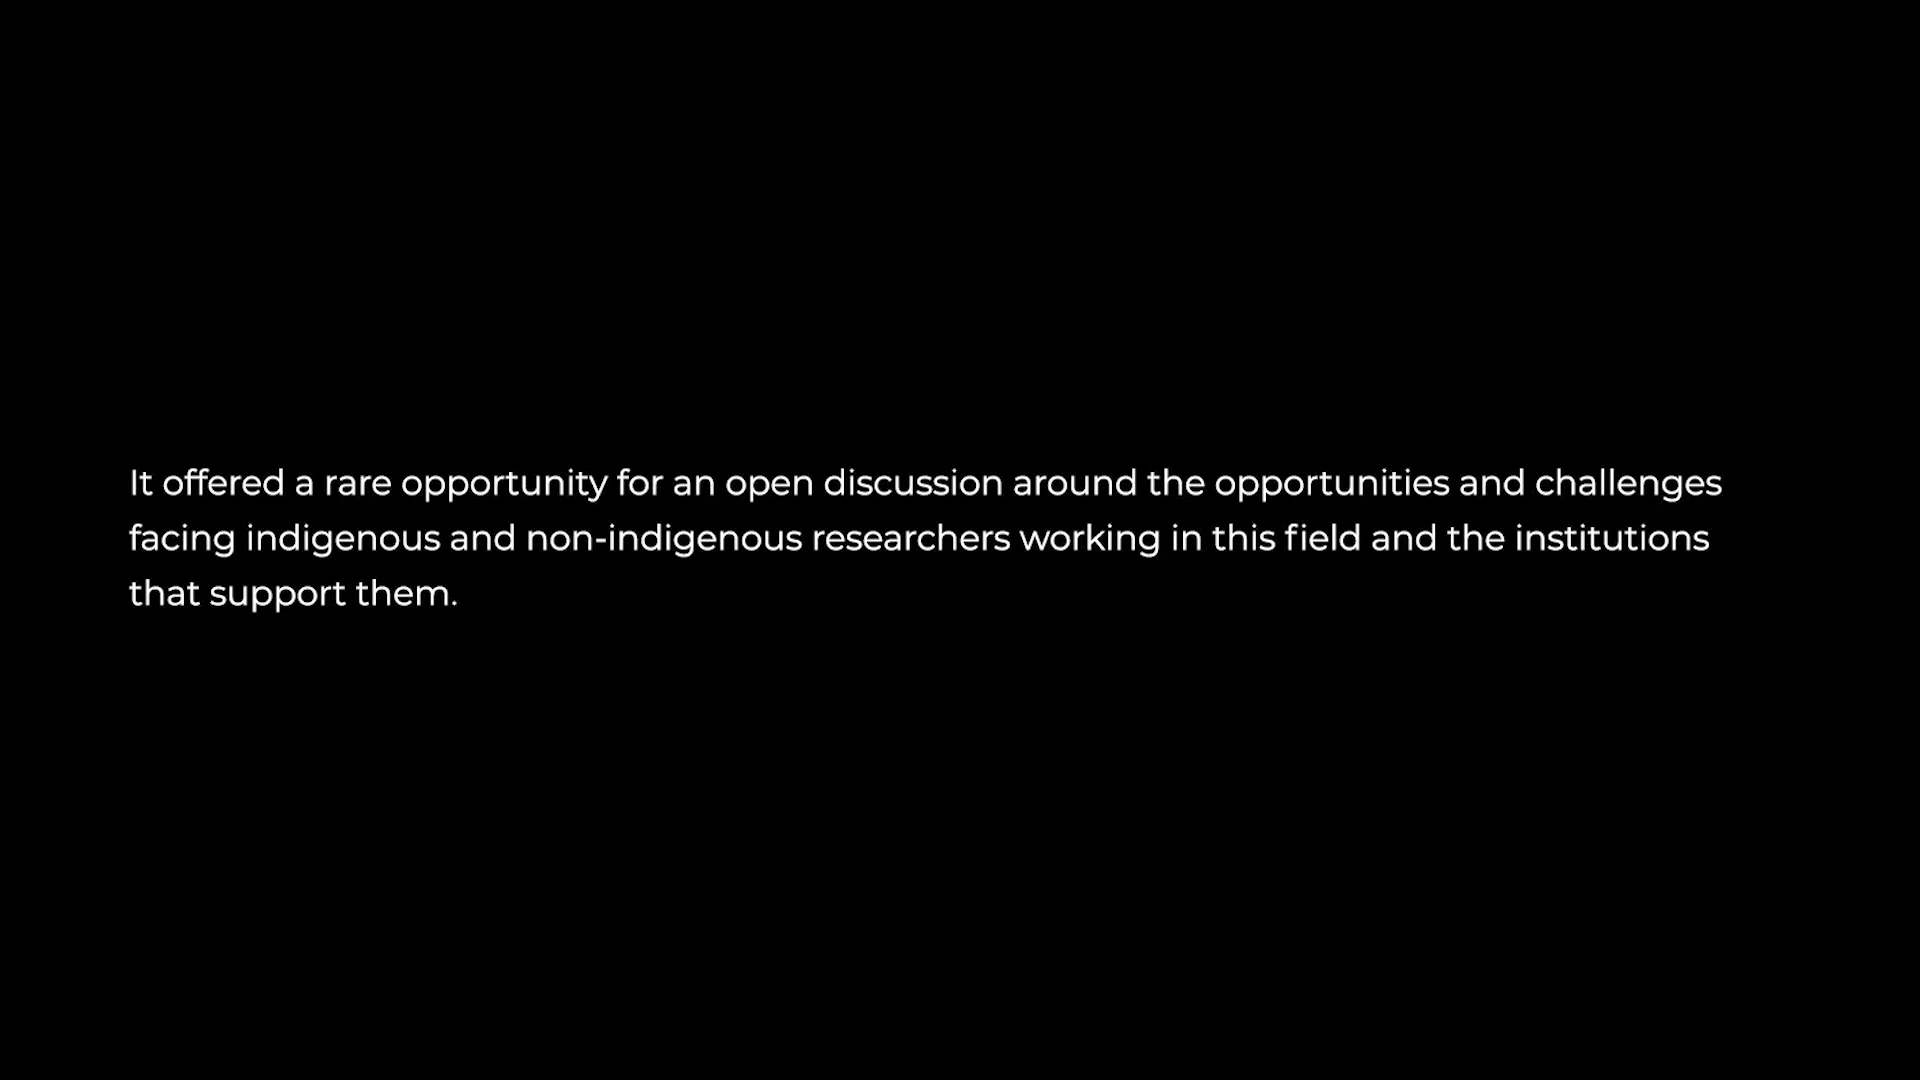 It offered a rare opportunity for an open discussion around the opportunities and challenges
facing indigenous and non-indigenous researchers working in this field and the institutions
that support them.